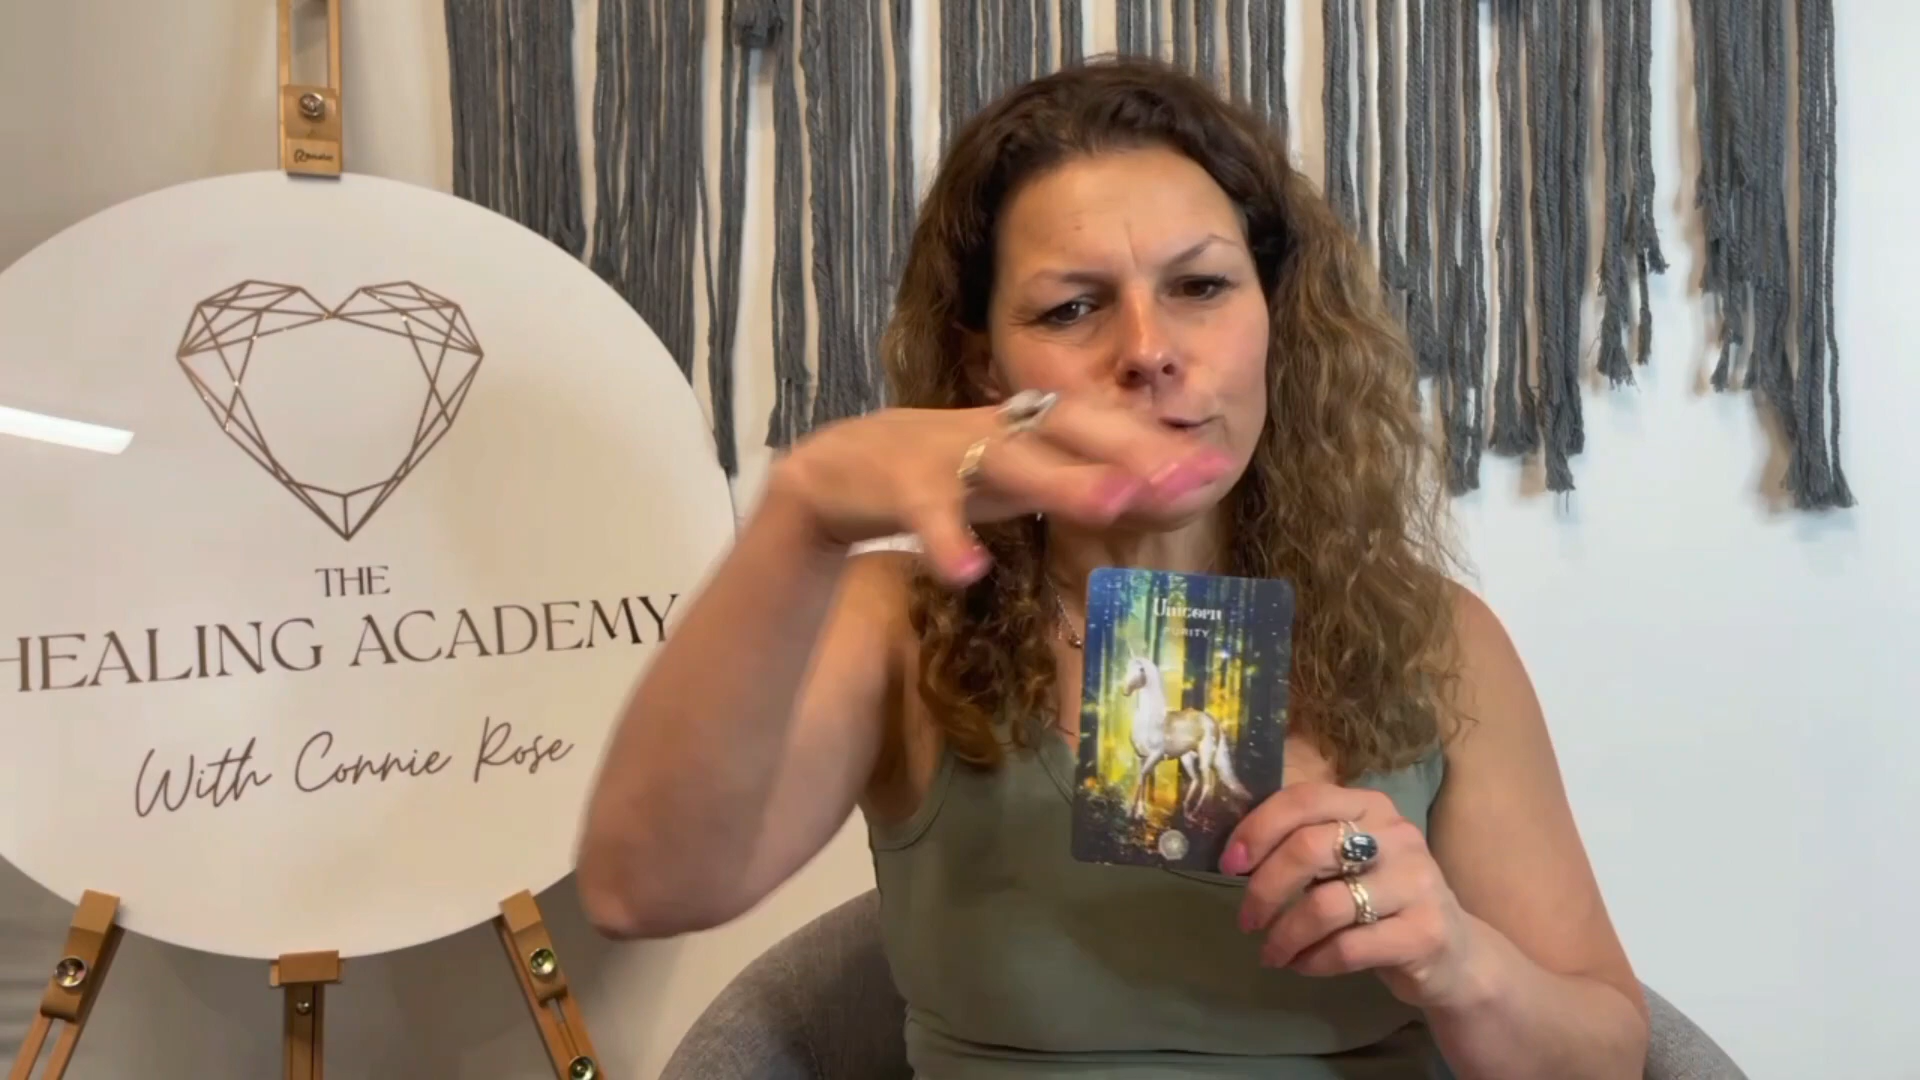 THE
HEALING ACADEMY
With Connie Rose
Unicorn
PURITY